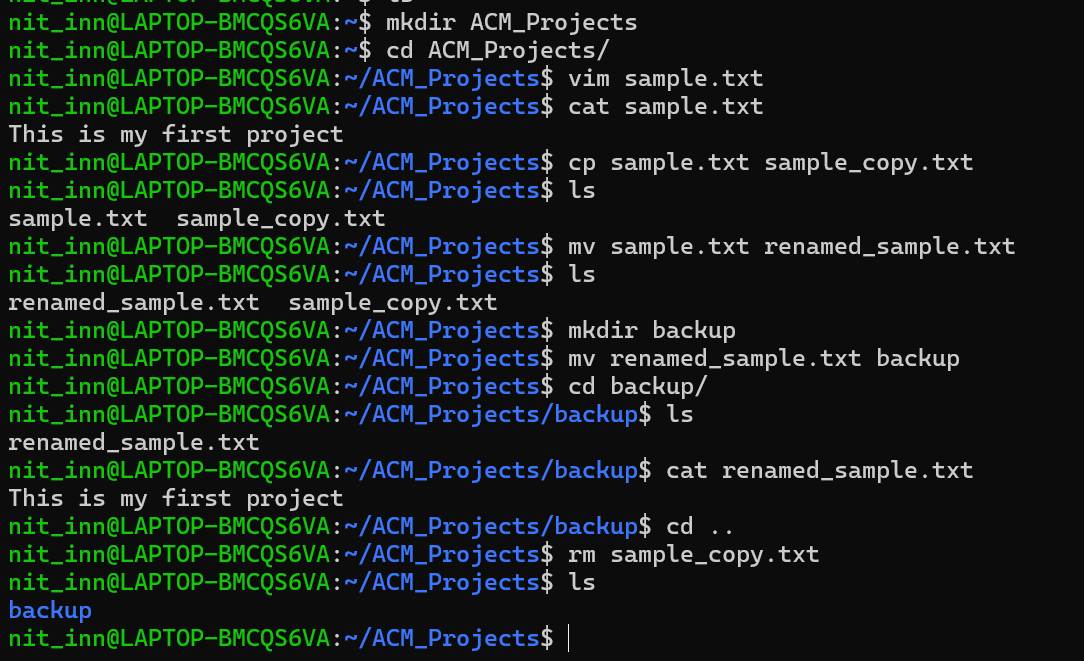 nit_inn@LAPTOP-BMCQS6VA:~$ ls
nit_inn@LAPTOP-BMCQS6VA:~$ mkdir ACM_Projects
nit_inn@LAPTOP-BMCQS6VA:~$ cd ACM_Projects/
nit_inn@LAPTOP-BMCQS6VA:~/ACM_Projects$ vim sample.txt
nit_inn@LAPTOP-BMCQS6VA:~/ACM_Projects$ cat sample.txt
This is my first project
nit_inn@LAPTOP-BMCQS6VA:~/ACM_Projects$ cp sample.txt sample_copy.txt
nit_inn@LAPTOP-BMCQS6VA:~/ACM_Projects$ ls
sample.txt  sample_copy.txt
nit_inn@LAPTOP-BMCQS6VA:~/ACM_Projects$ mv sample.txt renamed_sample.txt
nit_inn@LAPTOP-BMCQS6VA:~/ACM_Projects$ ls
renamed_sample.txt  sample_copy.txt
nit_inn@LAPTOP-BMCQS6VA:~/ACM_Projects$ mkdir backup
nit_inn@LAPTOP-BMCQS6VA:~/ACM_Projects$ mv renamed_sample.txt backup
nit_inn@LAPTOP-BMCQS6VA:~/ACM_Projects$ cd backup/
nit_inn@LAPTOP-BMCQS6VA:~/ACM_Projects/backup$ ls
renamed_sample.txt
nit_inn@LAPTOP-BMCQS6VA:~/ACM_Projects/backup$ cat renamed_sample.txt
This is my first project
nit_inn@LAPTOP-BMCQS6VA:~/ACM_Projects/backup$ cd ..
nit_inn@LAPTOP-BMCQS6VA:~/ACM_Projects$ rm sample_copy.txt
nit_inn@LAPTOP-BMCQS6VA:~/ACM_Projects$ ls
backup
nit_inn@LAPTOP-BMCQS6VA:~/ACM_Projects$